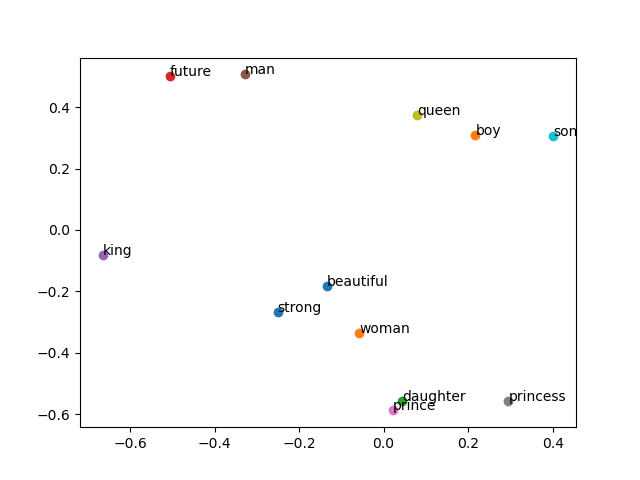 future
man
queen
boy
son
king
beautiful
strong
woman
daughter
prince
princess
0.4
0.2
0.0
−0.2
−0.4
−0.6
−0.6
−0.4
−0.2
0.0
0.2
0.4